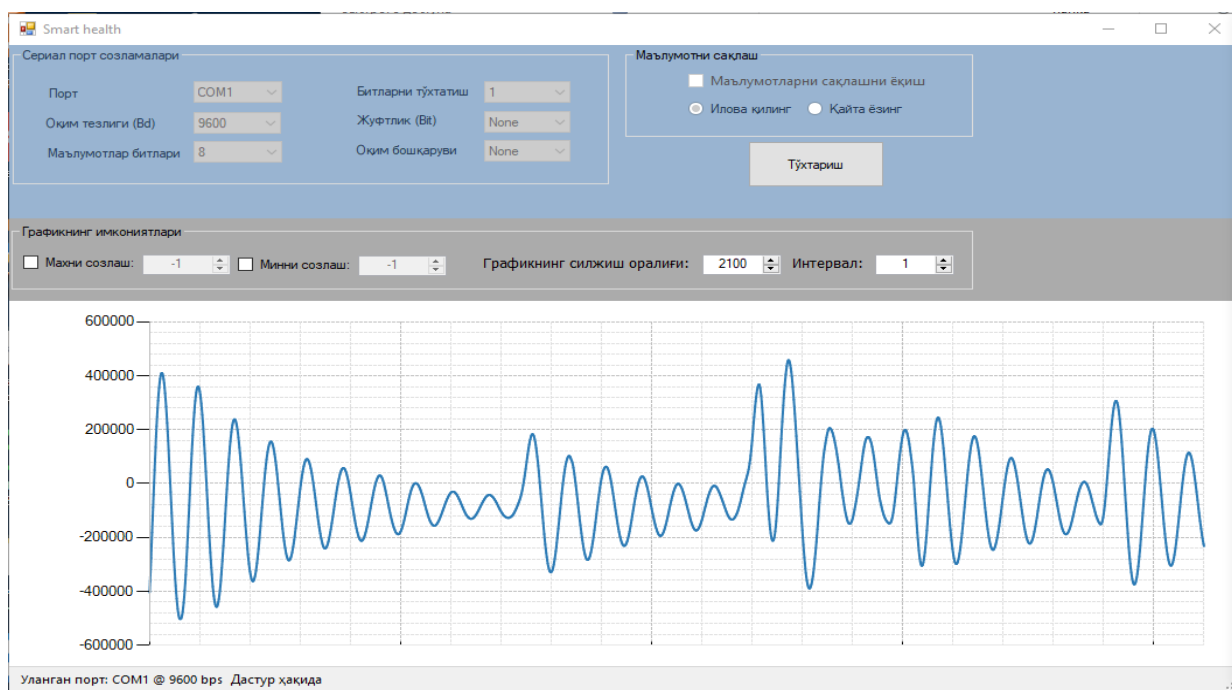 Smart health
Сериал порт созламалари
Порт COM1 Битларни тўхтатиш 1
Оқим тезлиги (Bd) 9600 Жуфтлик (Bit) None
Маълумотлар битлари 8 Оқим бошқаруви None
Маълумотни сақлаш
Маълумотларни сақлашни ёқиш
Илова қилинг Қайта ёзинг
Тўхтариш
Графикнинг имкониятлари
Махни созлаш: -1 Минни созлаш: -1 Графикнинг силжиш оралиғи: 2100 Интервал: 1
600000
400000
200000
0
-200000
-400000
-600000
Уланган порт: COM1 @ 9600 bps Дастур ҳақида